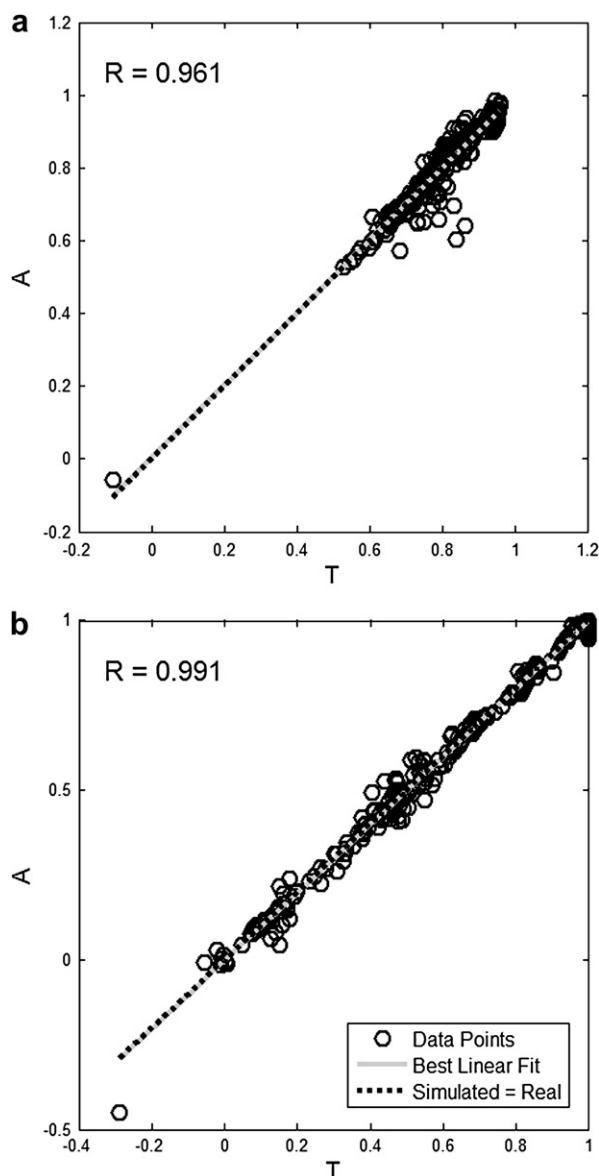 a
R = 0.961
1.2
1
0.8
0.6
0.4
0.2
0
-0.2
A
-0.2 0 0.2 0.4 0.6 0.8 1 1.2
T
b
R = 0.991
1
0.5
0
-0.5
A
Data Points
Best Linear Fit
Simulated = Real
-0.4 -0.2 0 0.2 0.4 0.6 0.8 1
T